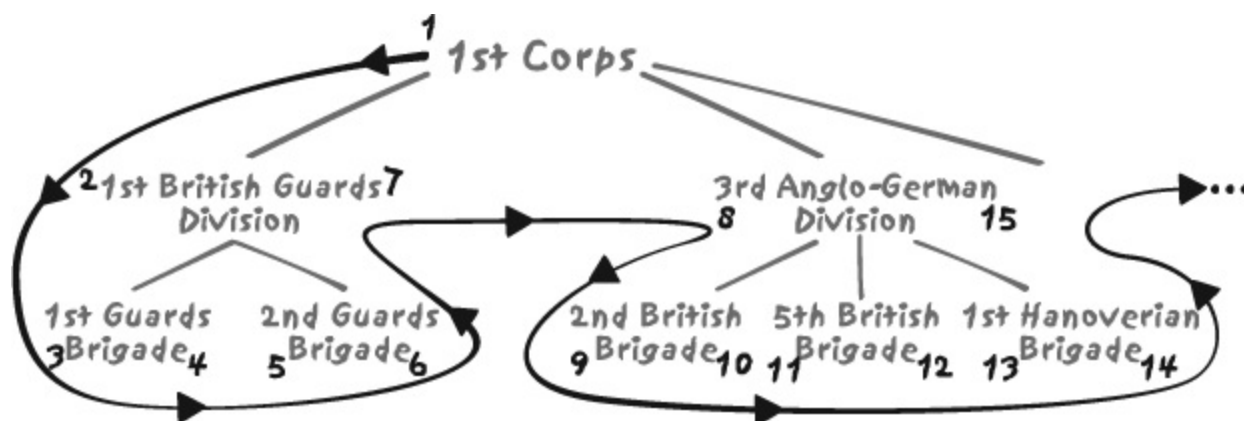 1
1st Corps
2 1st British Guards 7
Division
3rd Anglo-German
8 Division 15
...
1st Guards
3 Brigade 4
2nd Guards
5 Brigade 6
2nd British
9 Brigade 10
5th British
11 Brigade 12
1st Hanoverian
13 Brigade 14